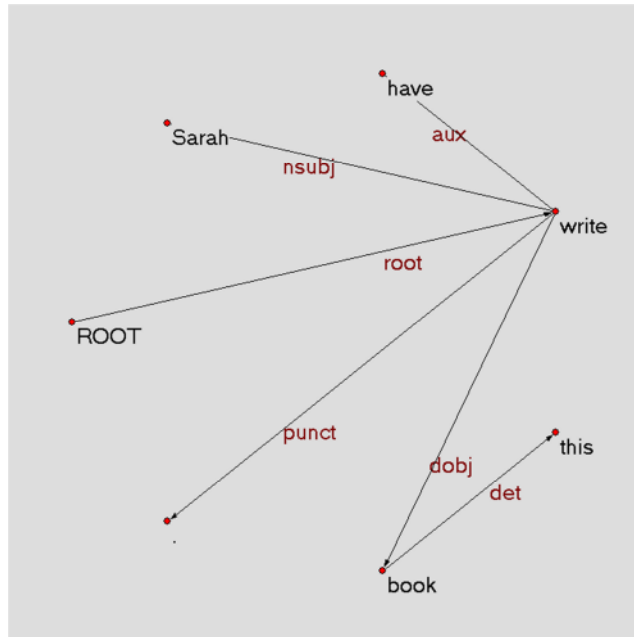 have
aux
Sarah
nsubj
write
root
ROOT
punct
this
dobj
det
.
book